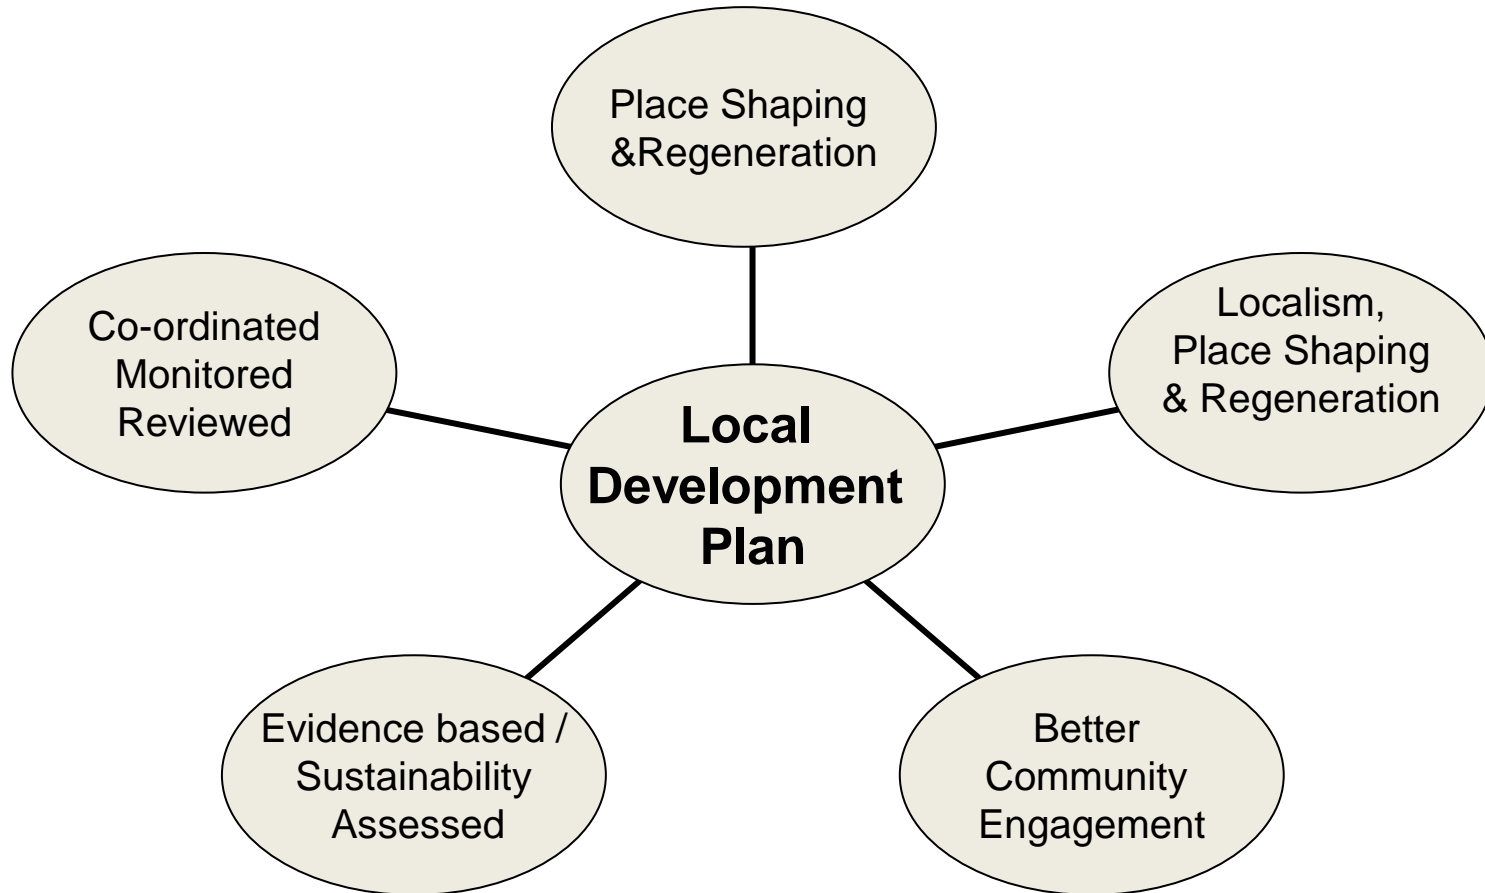 Place Shaping
&Regeneration
Localism,
Place Shaping
& Regeneration
Co-ordinated
Monitored
Reviewed
Local
Development
Plan
Evidence based /
Sustainability
Assessed
Better
Community
Engagement